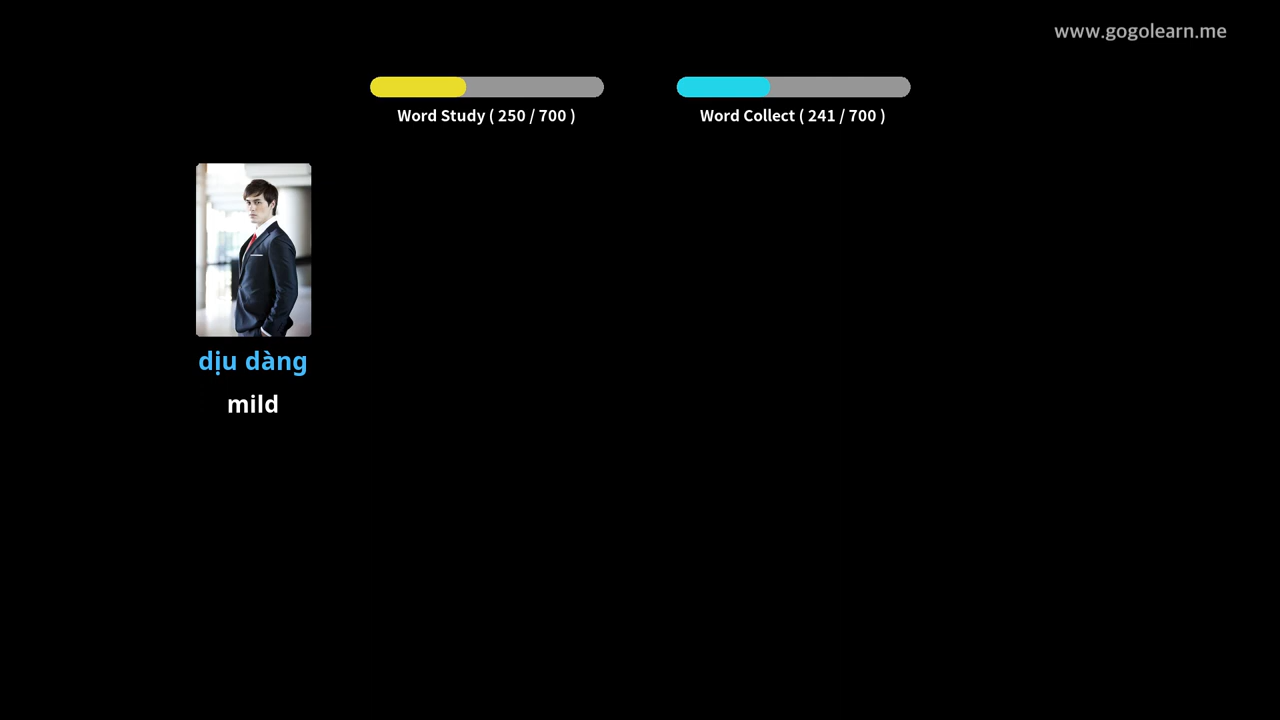 www.gogolearn.me
Word Study ( 250 / 700 )
Word Collect ( 241 / 700 )
dịu dàng
mild